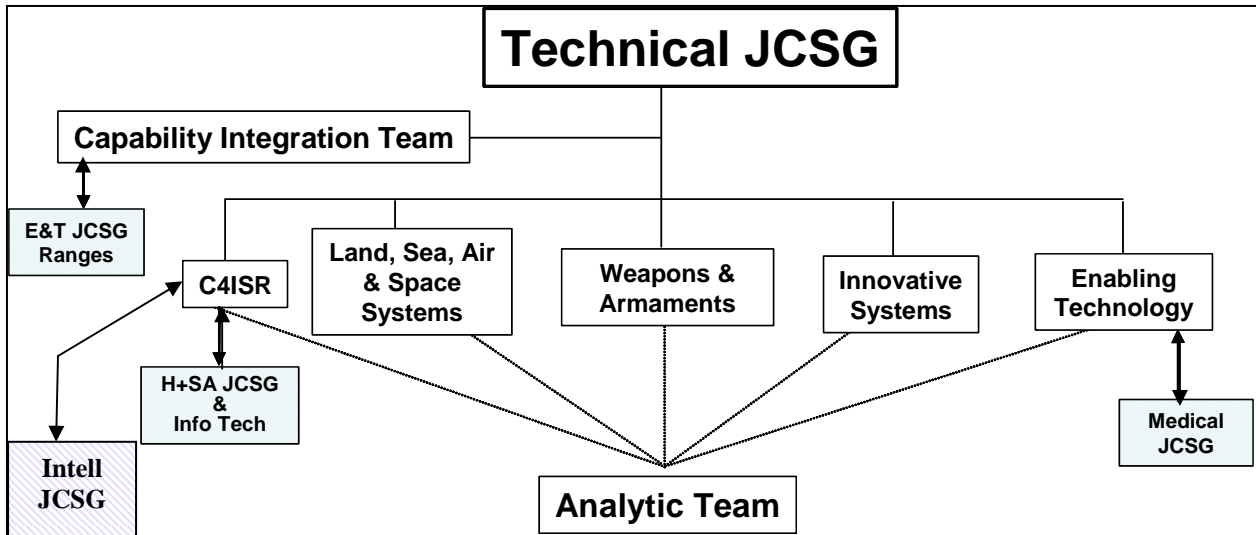 Technical JCSG
Capability Integration Team
E&T JCSG
Ranges
C4ISR
Land, Sea, Air
& Space
Systems
Weapons &
Armaments
Innovative
Systems
Enabling
Technology
H+SA JCSG
&
Info Tech
Medical
JCSG
Intell
JCSG
Analytic Team